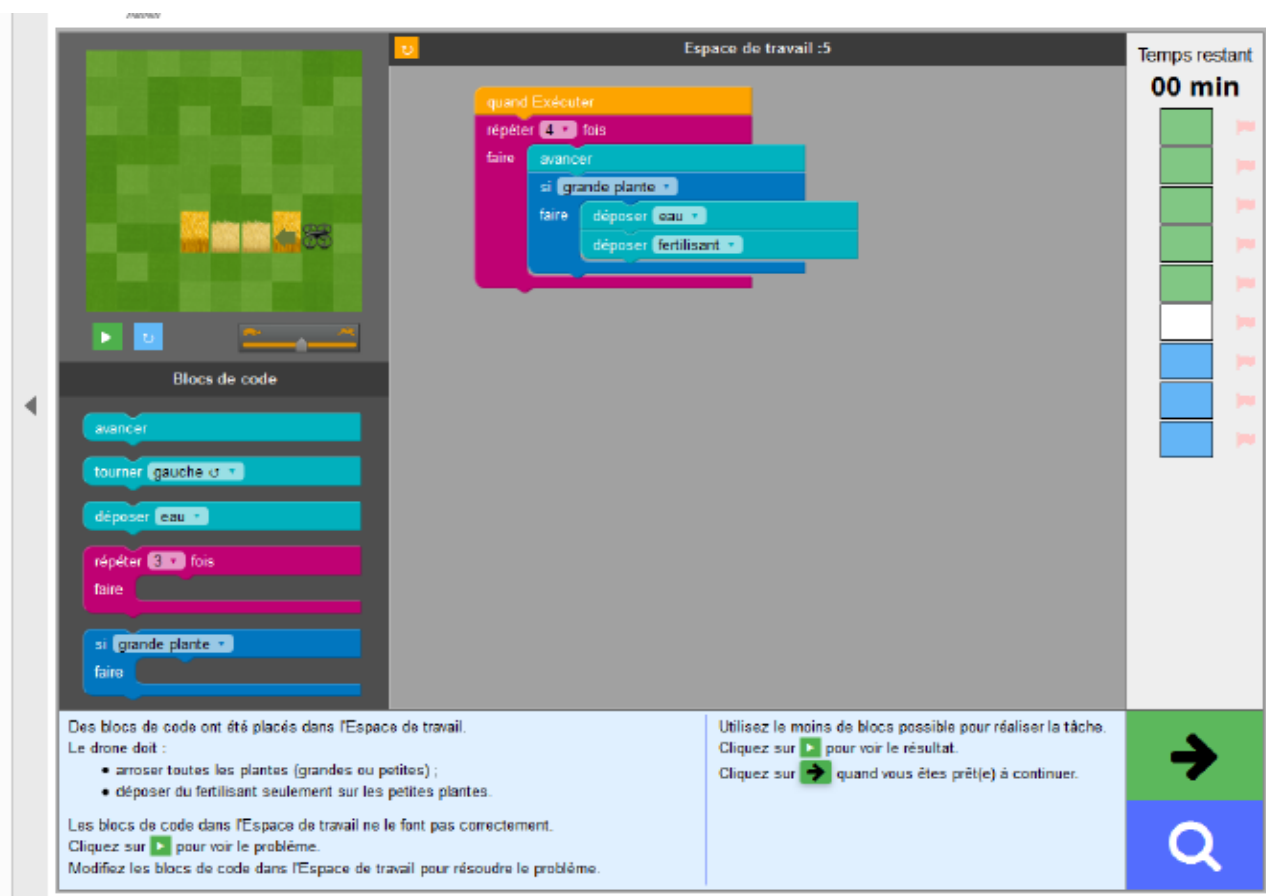 Espace de travail :5
Temps restant
00 min
quand Exécuter
répéter 4 fois
faire avancer
si grande plante
faire déposer eau
déposer fertilisant
Blocs de code
avancer
tourner gauche ↺
déposer eau
répéter 3 fois
faire
si grande plante
faire
Des blocs de code ont été placés dans l'Espace de travail.
Le drone doit :
• arroser toutes les plantes (grandes ou petites) ;
• déposer du fertilisant seulement sur les petites plantes.
Les blocs de code dans l'Espace de travail ne le font pas correctement.
Cliquez sur pour voir le problème.
Modifiez les blocs de code dans l'Espace de travail pour résoudre le problème.
Utilisez le moins de blocs possible pour réaliser la tâche.
Cliquez sur pour voir le résultat.
Cliquez sur quand vous êtes prêt(e) à continuer.